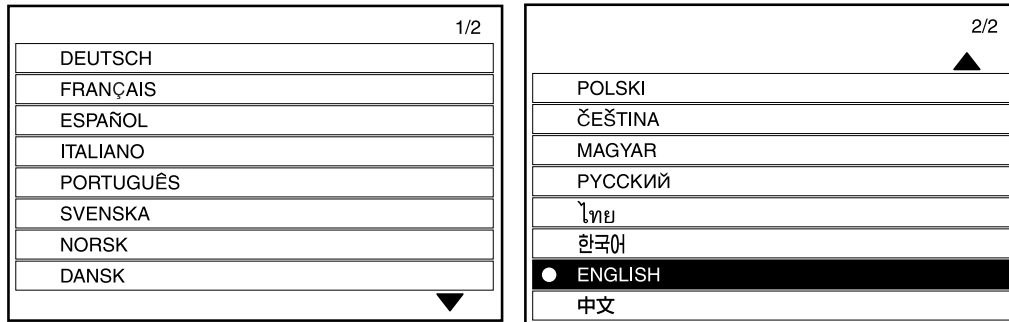 1/2
DEUTSCH
FRANÇAIS
ESPAÑOL
ITALIANO
PORTUGUÊS
SVENSKA
NORSK
DANSK
2/2
POLSKI
ČEŠTINA
MAGYAR
РУССКИЙ
ไทย
한국어
ENGLISH
中文